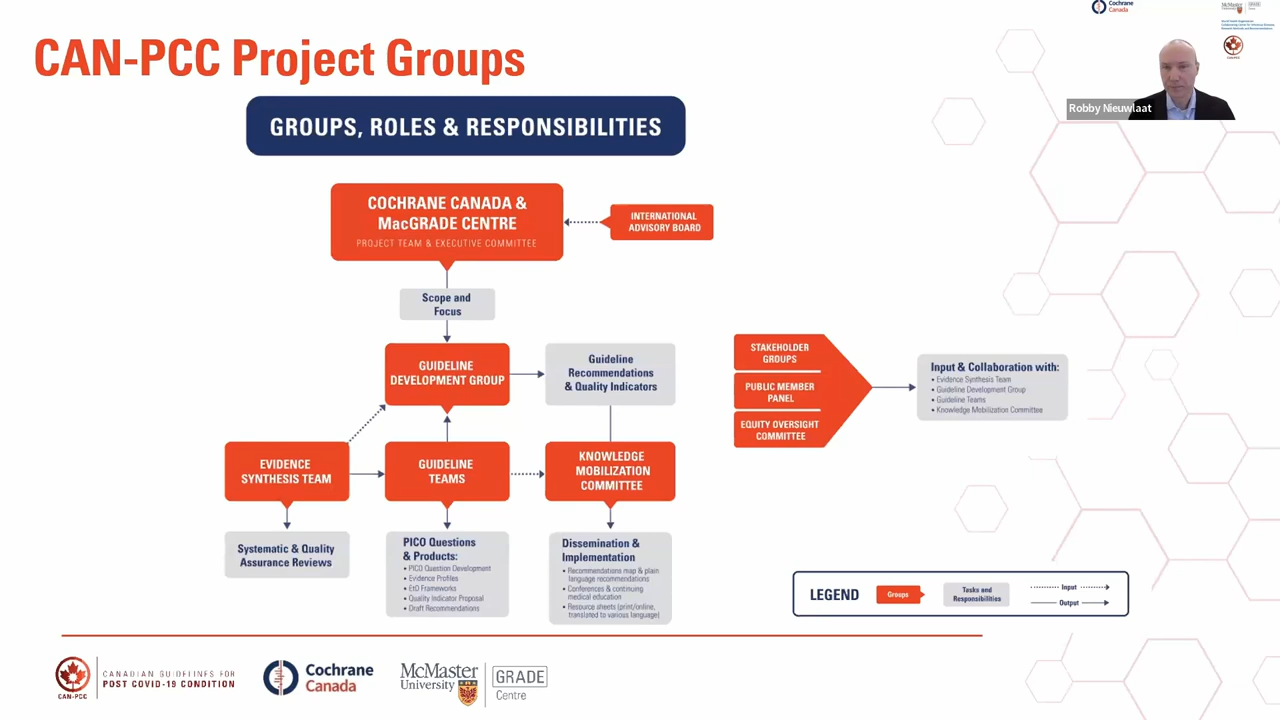 CAN-PCC Project Groups
Cochrane
Canada
McMaster
University
GRADE
CAN-PCC
Robby Nieuwlaat
GROUPS, ROLES & RESPONSIBILITIES
COCHRANE CANADA &
MacGRADE CENTRE
PROJECT TEAM & EXECUTIVE COMMITTEE
INTERNATIONAL
ADVISORY BOARD
Scope and
Focus
GUIDELINE
DEVELOPMENT GROUP
Guideline
Recommendations
& Quality Indicators
EVIDENCE
SYNTHESIS TEAM
GUIDELINE
TEAMS
KNOWLEDGE
MOBILIZATION
COMMITTEE
Systematic & Quality
Assurance Reviews
PICO Questions
& Products:
• PICO Question Development
• Evidence Profiles
• EtD Frameworks
• Quality Indicator Proposal
• Draft Recommendations
Dissemination &
Implementation
• Recommendations map & plain
language recommendations
• Conferences & continuing
medical education
• Resource sheets (print/online,
translated to various language)
STAKEHOLDER
GROUPS
PUBLIC MEMBER
PANEL
EQUITY OVERSIGHT
COMMITTEE
Input & Collaboration with:
• Evidence Synthesis Team
• Guideline Development Group
• Guideline Teams
• Knowledge Mobilization Committee
LEGEND
Groups
Tasks and
Responsibilities
Input
Output
CAN-PCC
CANADIAN GUIDELINES FOR
POST COVID-19 CONDITION
Cochrane
Canada
McMaster
University
GRADE
Centre